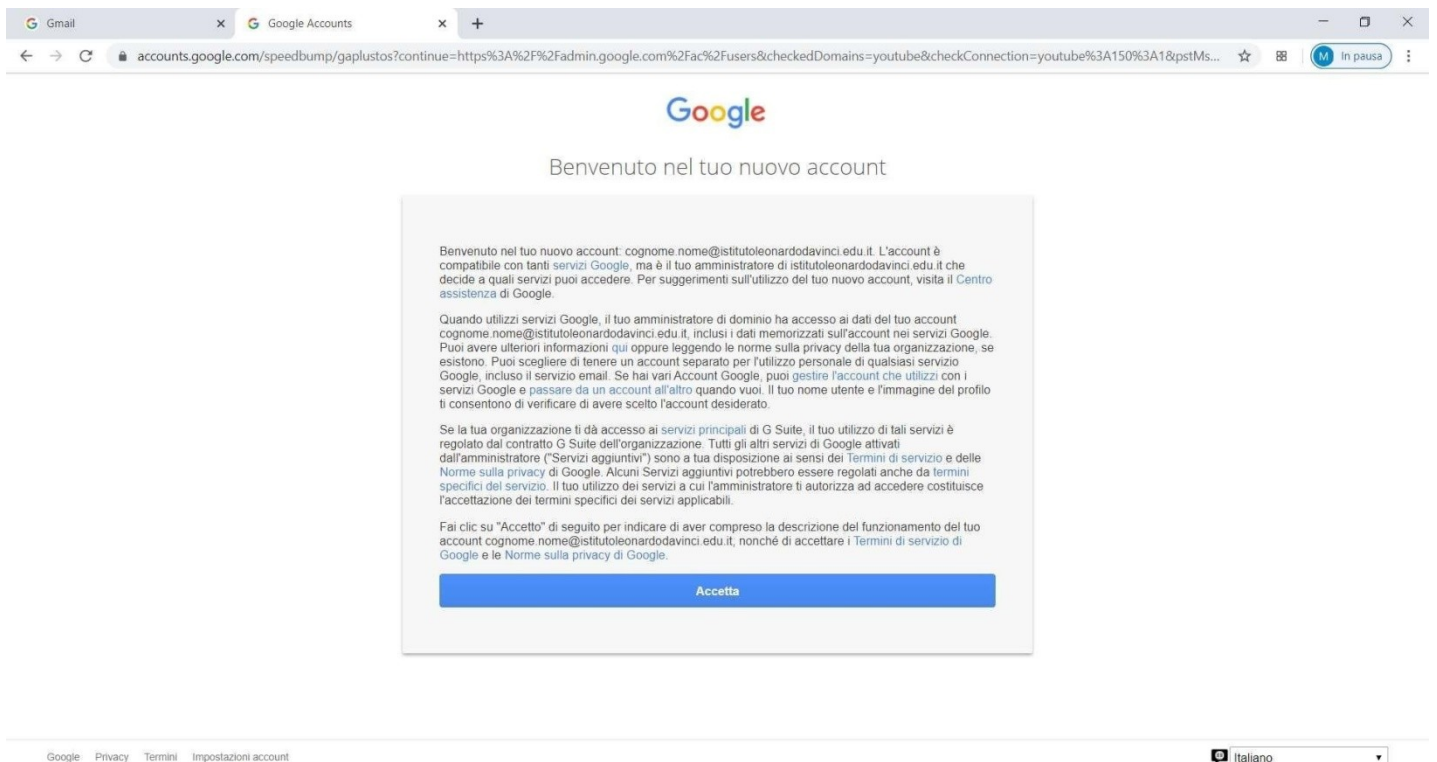 Gmail
Google Accounts
accounts.google.com/speedbump/gaplustos?continue=https%3A%2F%2Fadmin.google.com%2Fac%2Fusers&checkedDomains=youtube&checkConnection=youtube%3A150%3A1&pstMs...
M In pausa
Google
Benvenuto nel tuo nuovo account
Benvenuto nel tuo nuovo account: cognome.nome@istitutoleonardodavinci.edu.it. L'account è
compatibile con tanti servizi Google, ma è il tuo amministratore di istitutoleonardodavinci.edu.it che
decide a quali servizi puoi accedere. Per suggerimenti sull'utilizzo del tuo nuovo account, visita il Centro
assistenza di Google.
Quando utilizzi servizi Google, il tuo amministratore di dominio ha accesso ai dati del tuo account
cognome.nome@istitutoleonardodavinci.edu.it, inclusi i dati memorizzati sull'account nei servizi Google.
Puoi avere ulteriori informazioni qui oppure leggendo le norme sulla privacy della tua organizzazione, se
esistono. Puoi scegliere di tenere un account separato per l'utilizzo personale di qualsiasi servizio
Google, incluso il servizio email. Se hai vari Account Google, puoi gestire l'account che utilizzi con i
servizi Google e passare da un account all'altro quando vuoi. Il tuo nome utente e l'immagine del profilo
ti consentono di verificare di avere scelto l'account desiderato.
Se la tua organizzazione ti dà accesso ai servizi principali di G Suite, il tuo utilizzo di tali servizi è
regolato dal contratto G Suite dell'organizzazione. Tutti gli altri servizi di Google attivati
dall'amministratore ("Servizi aggiuntivi") sono a tua disposizione ai sensi dei Termini di servizio e delle
Norme sulla privacy di Google. Alcuni Servizi aggiuntivi potrebbero essere regolati anche da termini
specifici del servizio. Il tuo utilizzo dei servizi a cui l'amministratore ti autorizza ad accedere costituisce
l'accettazione dei termini specifici dei servizi applicabili.
Fai clic su "Accetto" di seguito per indicare di aver compreso la descrizione del funzionamento del tuo
account cognome.nome@istitutoleonardodavinci.edu.it, nonché di accettare i Termini di servizio di
Google e le Norme sulla privacy di Google.
Accetta
Google Privacy Termini Impostazioni account
Italiano